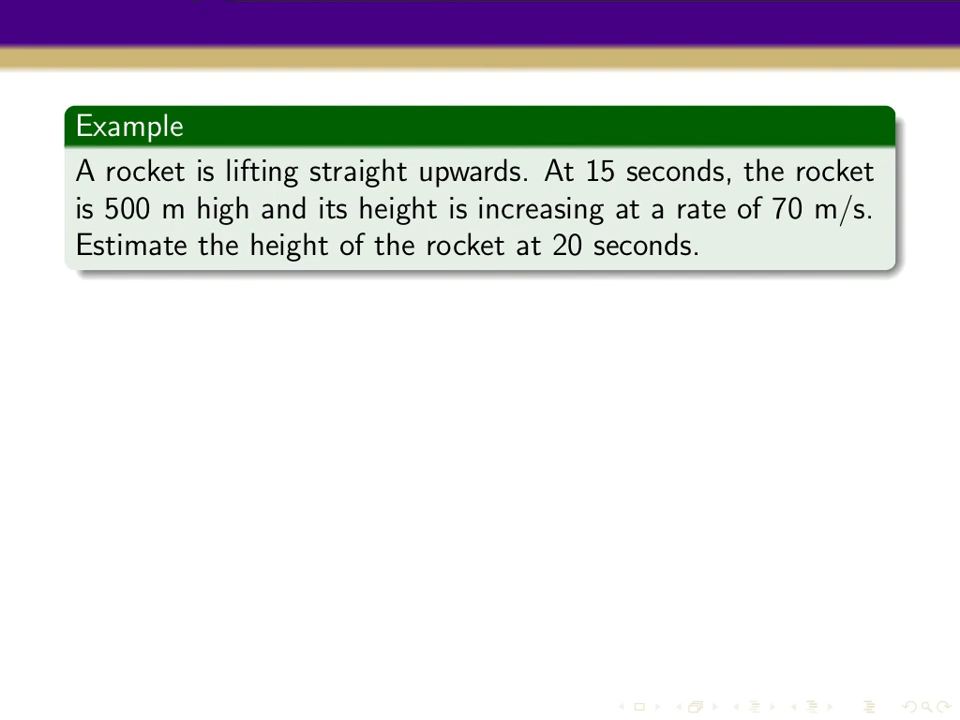 Example
A rocket is lifting straight upwards. At 15 seconds, the rocket
is 500 m high and its height is increasing at a rate of 70 m/s.
Estimate the height of the rocket at 20 seconds.